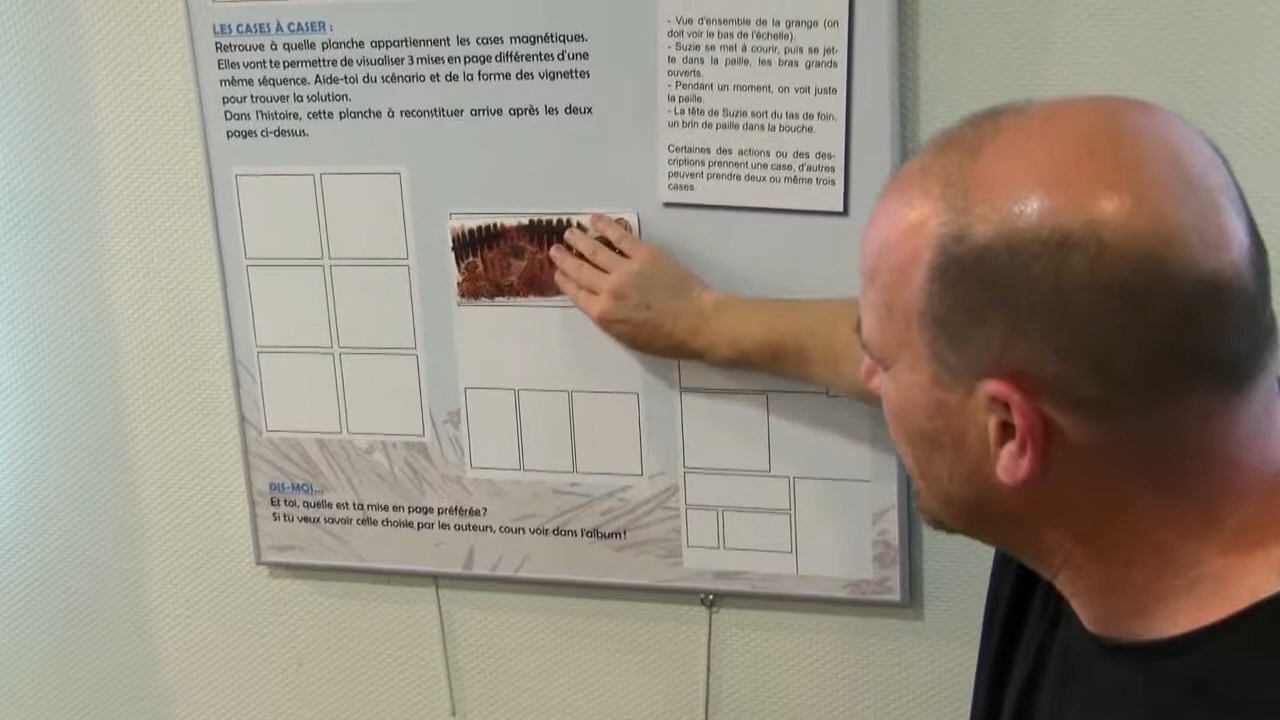 LES CASES À CASER :
Retrouve à quelle planche appartiennent les cases magnétiques.
Elles vont te permettre de visualiser 3 mises en page différentes d'une
même séquence. Aide-toi du scénario et de la forme des vignettes
pour trouver la solution.
Dans l'histoire, cette planche à reconstituer arrive après les deux
pages ci-dessus.
- Vue d'ensemble de la grange (on
doit voir le bas de l'échelle).
- Suzie se met à courir, puis se jet-
te dans la paille, les bras grands
ouverts.
- Pendant un moment, on voit juste
la paille.
- La tête de Suzie sort du tas de foin,
un brin de paille dans la bouche.
Certaines des actions ou des des-
criptions prennent une case, d'autres
peuvent prendre deux ou même trois
cases.
DIS-MOI...
Et toi, quelle est ta mise en page préférée?
Si tu veux savoir celle choisie par les auteurs, cours voir dans l'album!